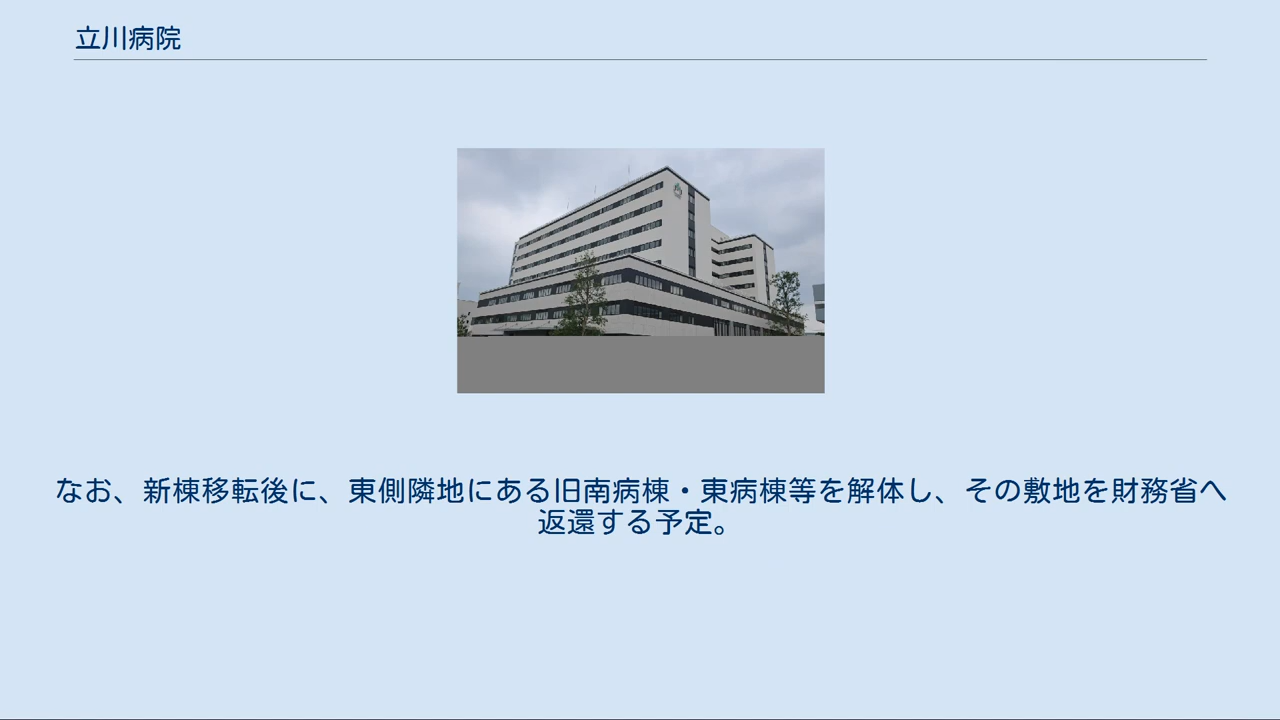 立川病院
なお、新棟移転後に、東側隣地にある旧南病棟・東病棟等を解体し、その敷地を財務省へ
返還する予定。